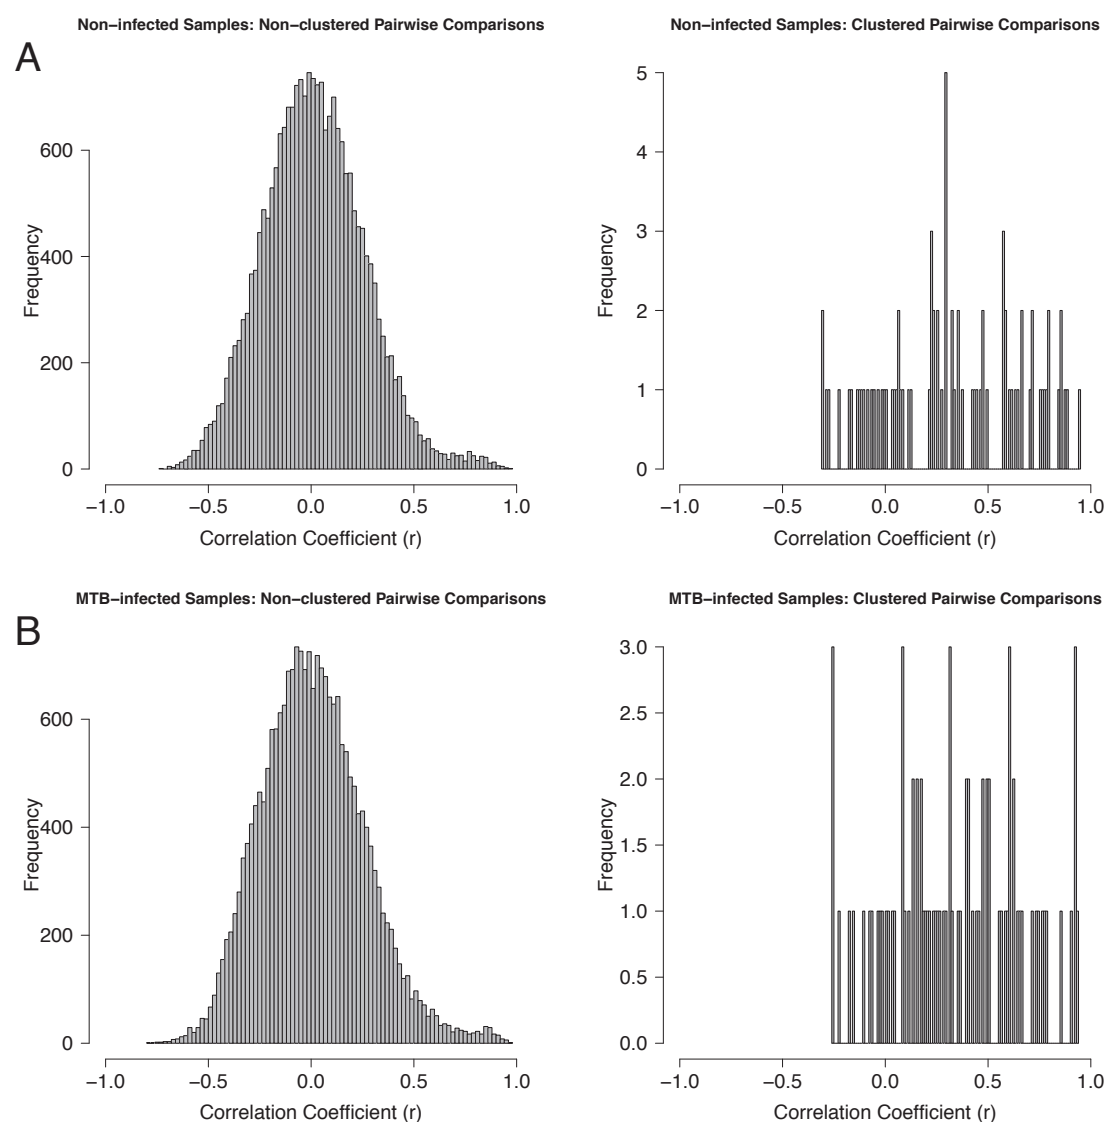 Non−infected Samples: Non−clustered Pairwise Comparisons
A
Frequency
600
400
200
0
−1.0 −0.5 0.0 0.5 1.0
Correlation Coefficient (r)
Non−infected Samples: Clustered Pairwise Comparisons
Frequency
5
4
3
2
1
0
−1.0 −0.5 0.0 0.5 1.0
Correlation Coefficient (r)
MTB−infected Samples: Non−clustered Pairwise Comparisons
B
Frequency
600
400
200
0
−1.0 −0.5 0.0 0.5 1.0
Correlation Coefficient (r)
MTB−infected Samples: Clustered Pairwise Comparisons
Frequency
3.0
2.5
2.0
1.5
1.0
0.5
0.0
−1.0 −0.5 0.0 0.5 1.0
Correlation Coefficient (r)